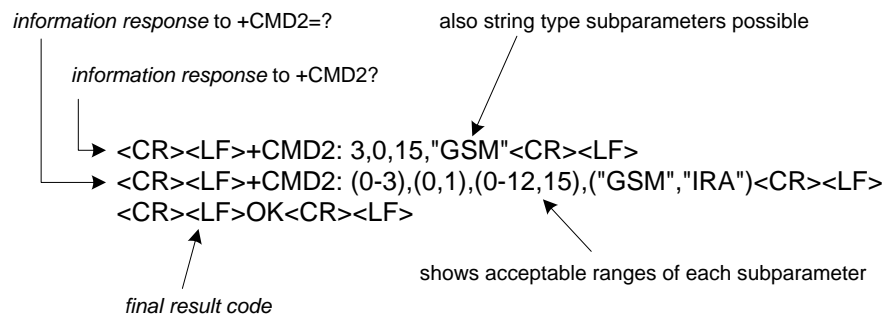 information response to +CMD2=?
also string type subparameters possible
information response to +CMD2?
<CR><LF>+CMD2: 3,0,15,"GSM"<CR><LF>
<CR><LF>+CMD2: (0-3),(0,1),(0-12,15),("GSM","IRA")<CR><LF>
<CR><LF>OK<CR><LF>
shows acceptable ranges of each subparameter
final result code